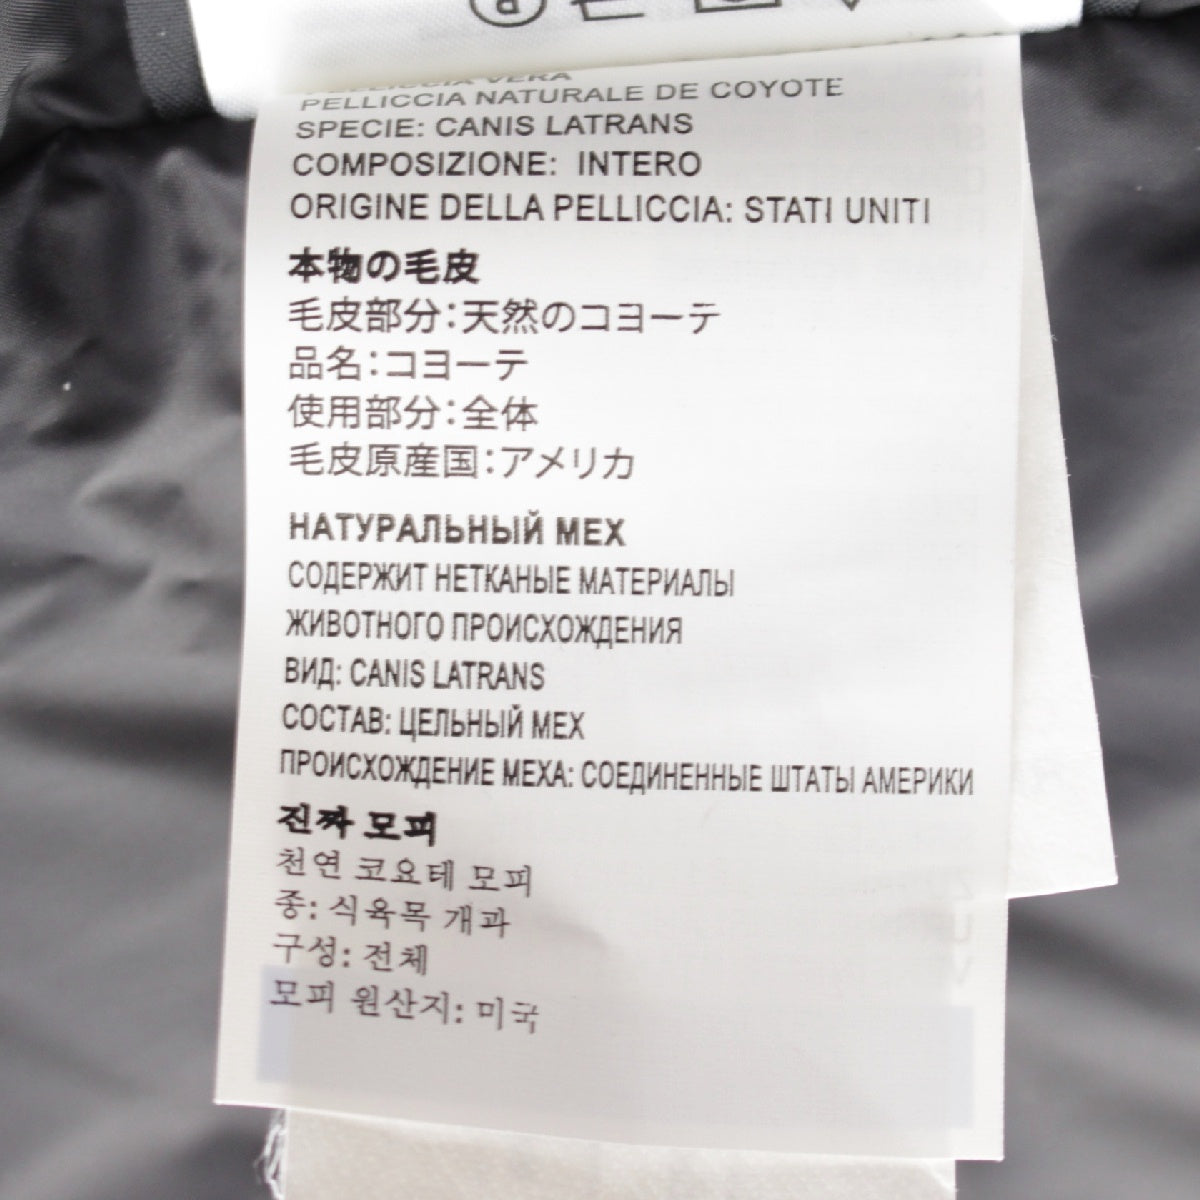 PELLICCIA VERA
PELLICCIA NATURALE DE COYOTE
SPECIE: CANIS LATRANS
COMPOSIZIONE: INTERO
ORIGINE DELLA PELLICCIA: STATI UNITI
本物の毛皮
毛皮部分:天然のコヨーテ
品名:コヨーテ
使用部分:全体
毛皮原産国:アメリカ
НАТУРАЛЬНЫЙ МЕХ
СОДЕРЖИТ НЕТКАНЫЕ МАТЕРИАЛЫ
ЖИВОТНОГО ПРОИСХОЖДЕНИЯ
ВИД: CANIS LATRANS
СОСТАВ: ЦЕЛЬНЫЙ МЕХ
ПРОИСХОЖДЕНИЕ МЕХА: СОЕДИНЕННЫЕ ШТАТЫ АМЕРИКИ
진짜 모피
천연 코요테 모피
종: 식육목 개과
구성: 전체
모피 원산지: 미국